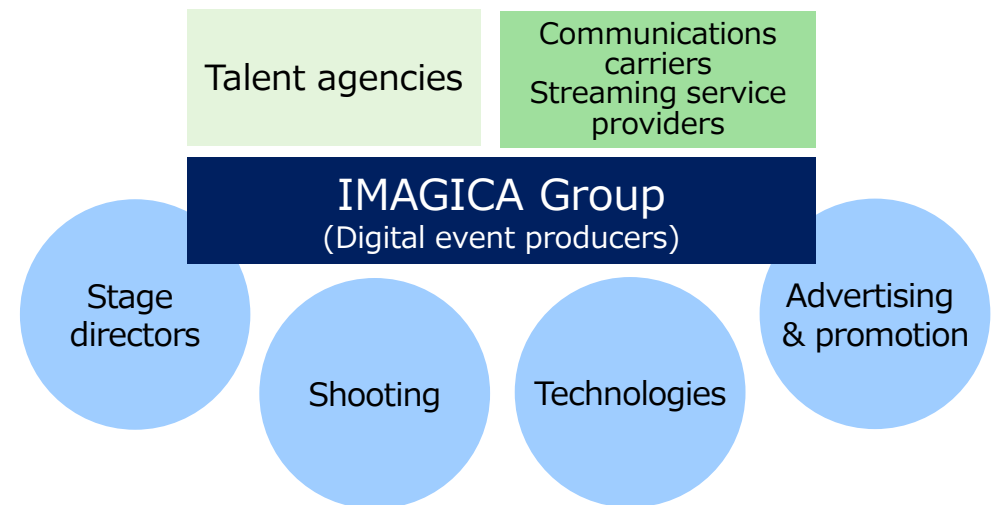 Talent agencies
Communications
carriers
Streaming service
providers
IMAGICA Group
(Digital event producers)
Stage
directors
Shooting
Technologies
Advertising
& promotion